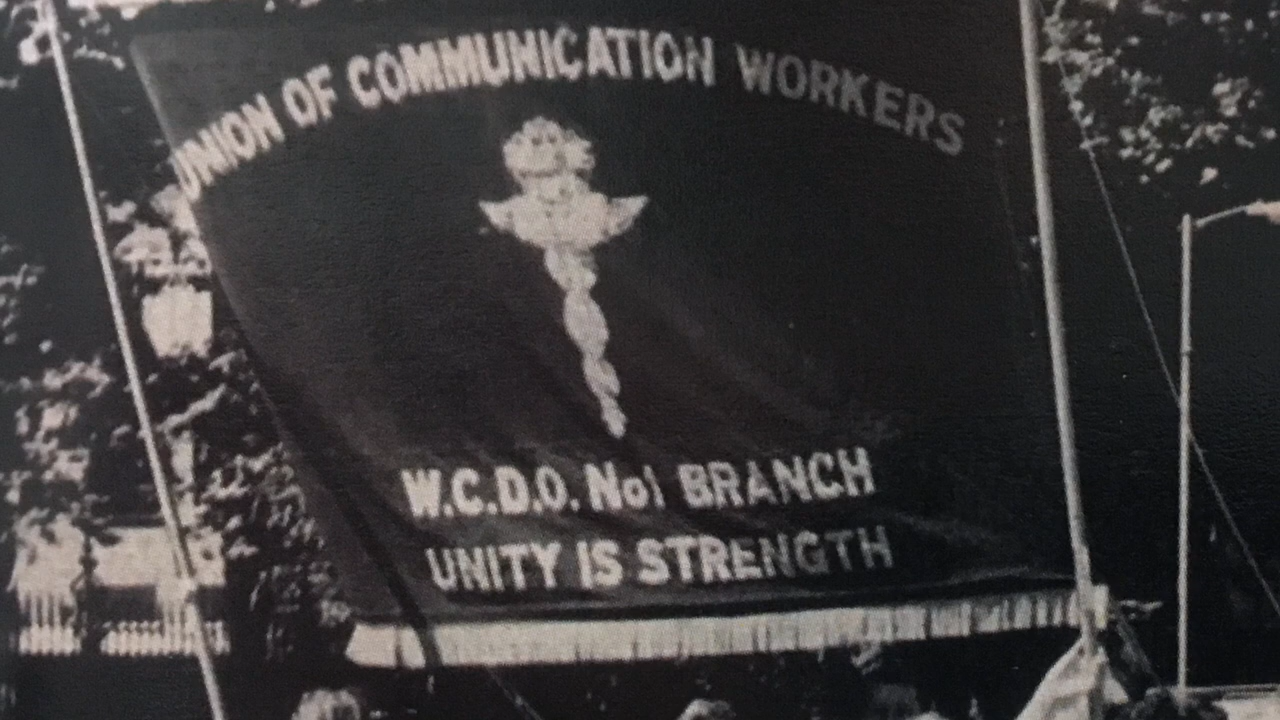 UNION OF COMMUNICATION WORKERS
W.C.D.O. No1 BRANCH
UNITY IS STRENGTH